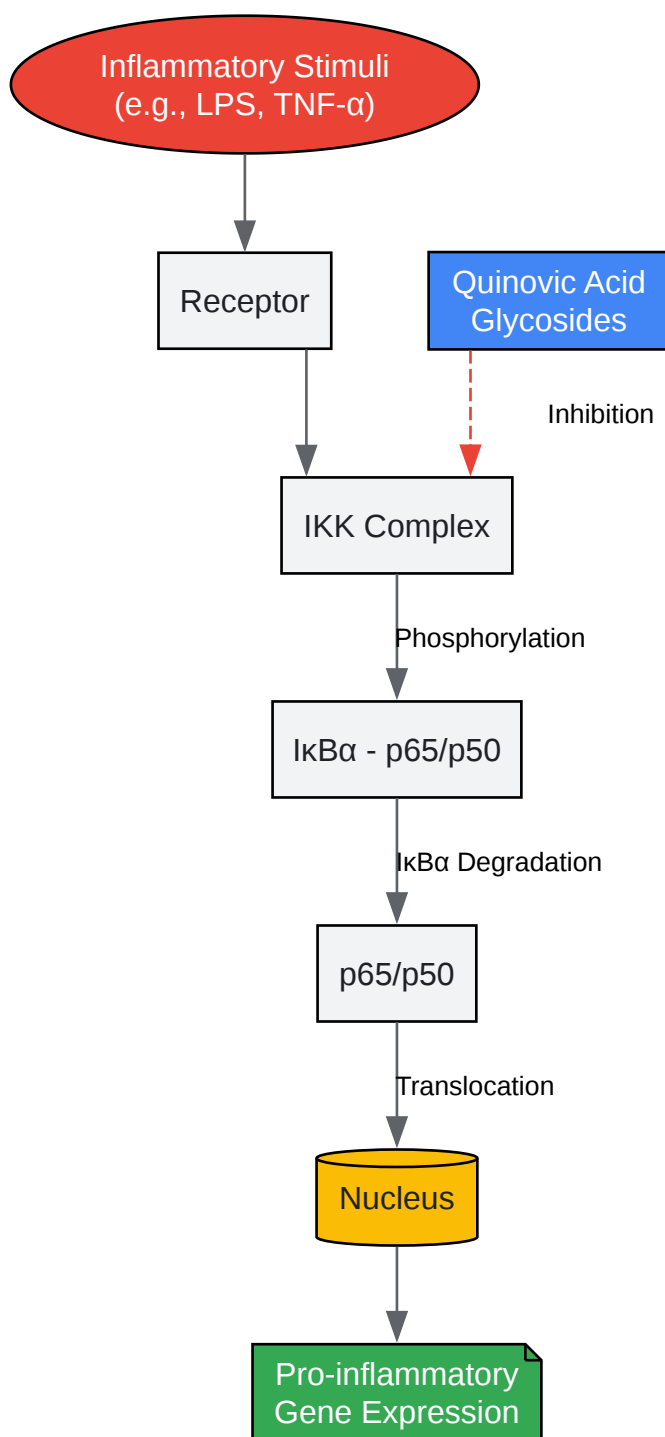 Inflammatory Stimuli
(e.g., LPS, TNF-α)
Receptor
Quinovic Acid
Glycosides
Inhibition
IKK Complex
Phosphorylation
IκBα - p65/p50
IκBα Degradation
p65/p50
Translocation
Nucleus
Pro-inflammatory
Gene Expression